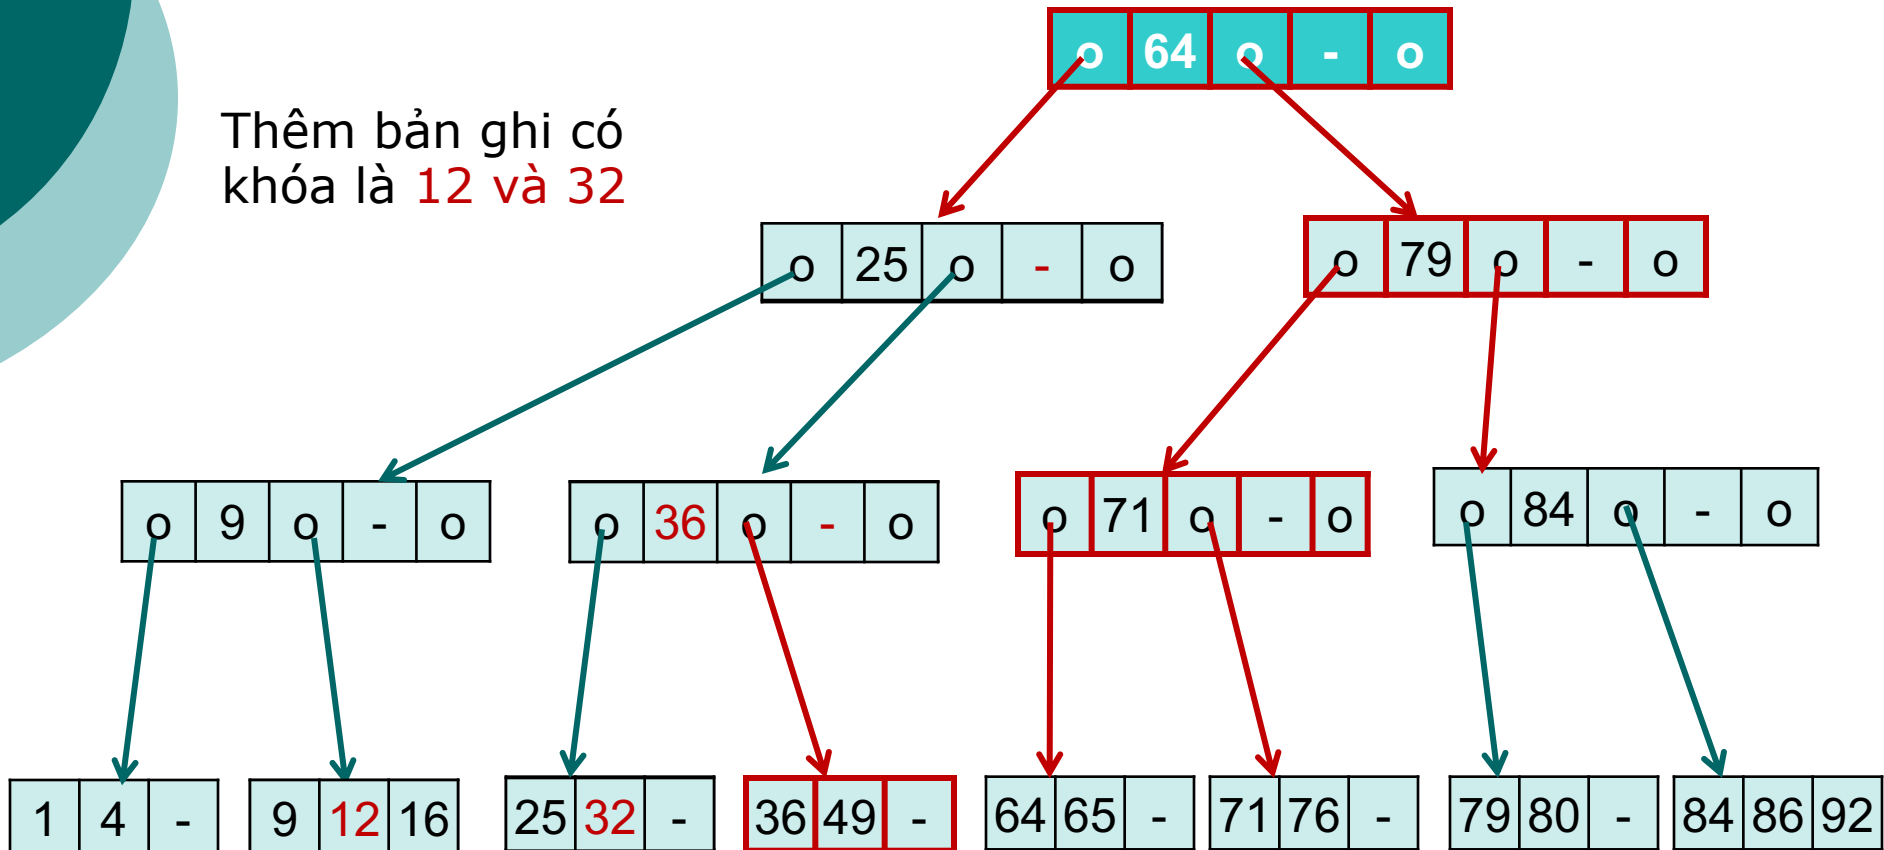 o 64 o - o
Thêm bản ghi có
khóa là 12 và 32
o 25 o - o
o 79 o - o
o 9 o - o
o 36 o - o
o 71 o - o
o 84 o - o
1 4 -
9 12 16
25 32 -
36 49 -
64 65 -
71 76 -
79 80 -
84 86 92